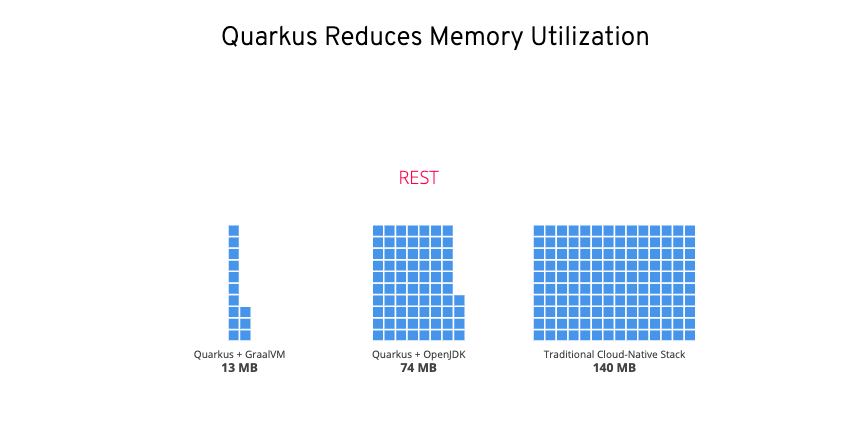 Quarkus Reduces Memory Utilization
REST
Quarkus + GraalVM
13 MB
Quarkus + OpenJDK
74 MB
Traditional Cloud-Native Stack
140 MB